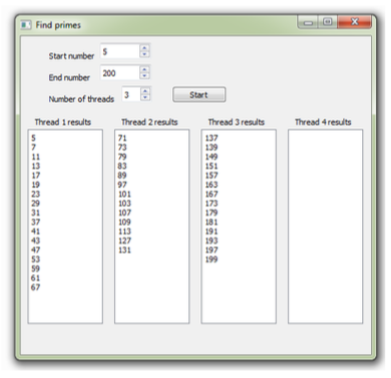 Find primes
Start number 5
End number 200
Number of threads 3 Start
Thread 1 results Thread 2 results Thread 3 results Thread 4 results
5 71 137
7 73 139
11 79 149
13 83 151
17 89 157
19 97 163
23 101 167
29 103 173
31 107 179
37 109 181
41 113 191
43 127 193
47 131 197
53 199
59
61
67